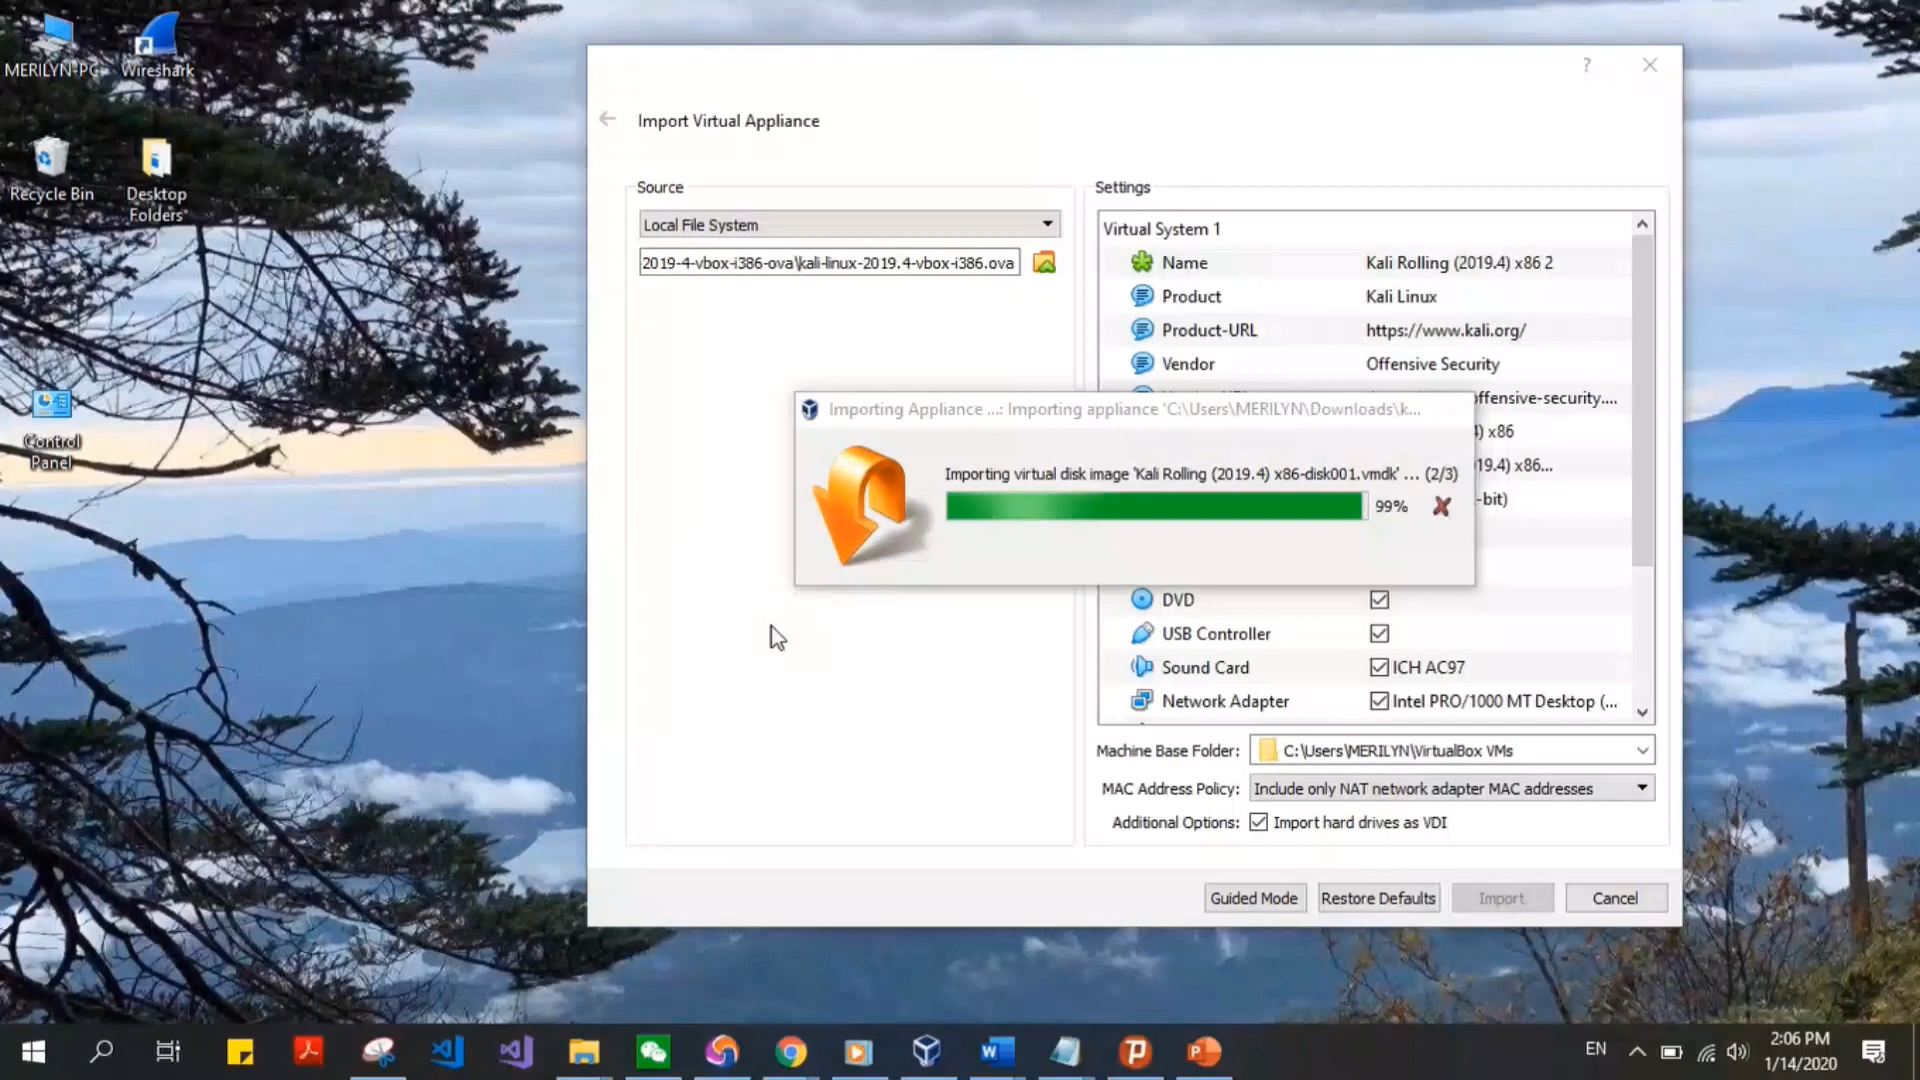 MERILYN-PC
Wireshark
Recycle Bin
Desktop
Folders
Control
Panel
?
Import Virtual Appliance
Source
Local File System
2019-4-vbox-i386-ova\kali-linux-2019.4-vbox-i386.ova
Settings
Virtual System 1
Name Kali Rolling (2019.4) x86 2
Product Kali Linux
Product-URL https://www.kali.org/
Vendor Offensive Security
offensive-security....
4) x86
19.4) x86...
-bit)
Importing Appliance ...: Importing appliance 'C:\Users\MERILYN\Downloads\k...
Importing virtual disk image 'Kali Rolling (2019.4) x86-disk001.vmdk' ... (2/3)
99%
DVD
USB Controller
Sound Card ICH AC97
Network Adapter Intel PRO/1000 MT Desktop (...
Machine Base Folder: C:\Users\MERILYN\VirtualBox VMs
MAC Address Policy: Include only NAT network adapter MAC addresses
Additional Options: Import hard drives as VDI
Guided Mode Restore Defaults Import Cancel
EN
2:06 PM
1/14/2020